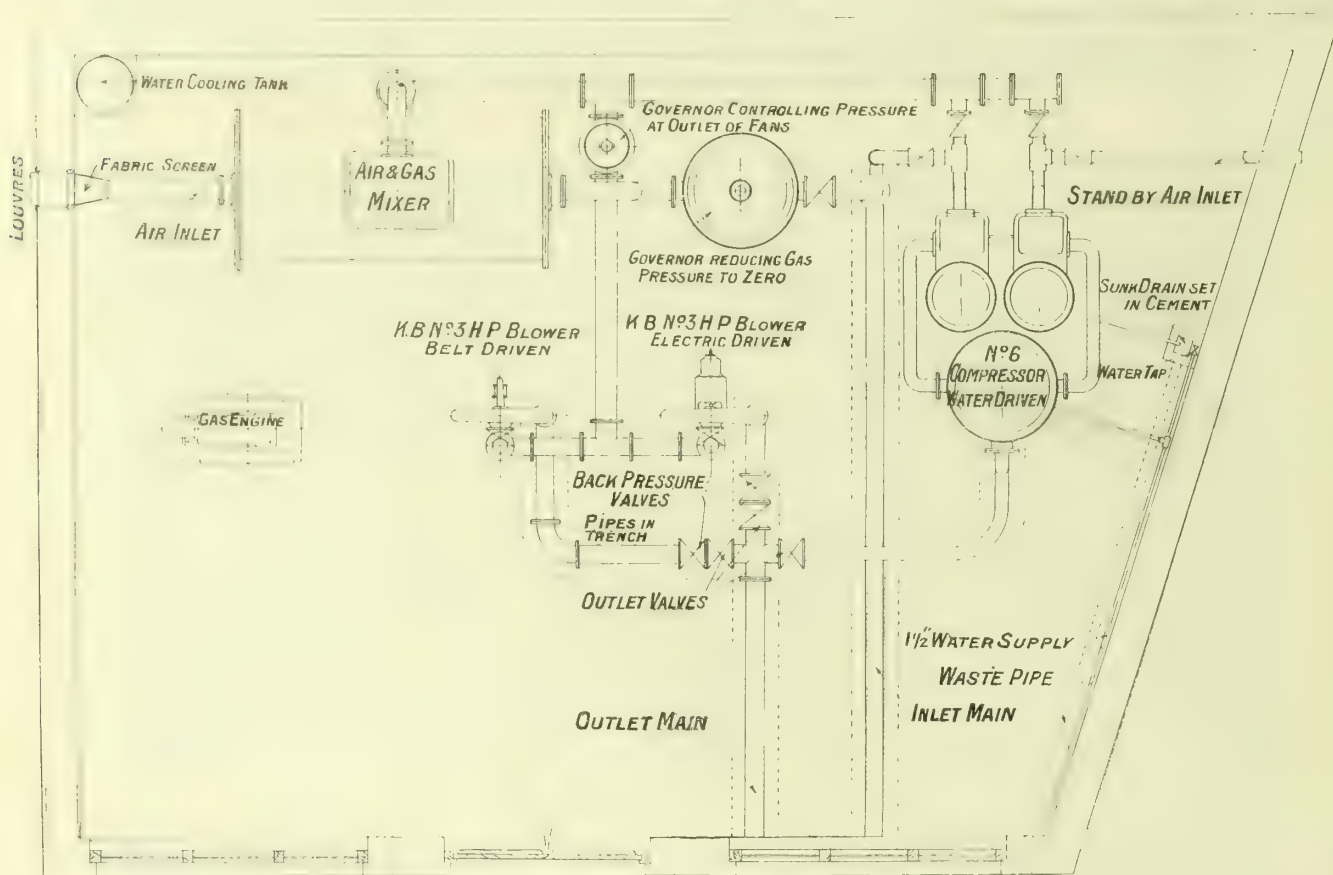 WATER COOLING TANK
GOVERNOR CONTROLLING PRESSURE
AT OUTLET OF FANS
LOUVRES
FABRIC SCREEN
AIR INLET
AIR & GAS
MIXER
STAND BY AIR INLET
GOVERNOR REDUCING GAS
PRESSURE TO ZERO
SUNK DRAIN SET
IN CEMENT
K.B Nº3 H P BLOWER
BELT DRIVEN
K B Nº3 H P BLOWER
ELECTRIC DRIVEN
Nº6
COMPRESSOR
WATER DRIVEN
WATER TAP
GAS ENGINE
BACK PRESSURE
VALVES
PIPES IN
TRENCH
OUTLET VALVES
1½" WATER SUPPLY
WASTE PIPE
INLET MAIN
OUTLET MAIN